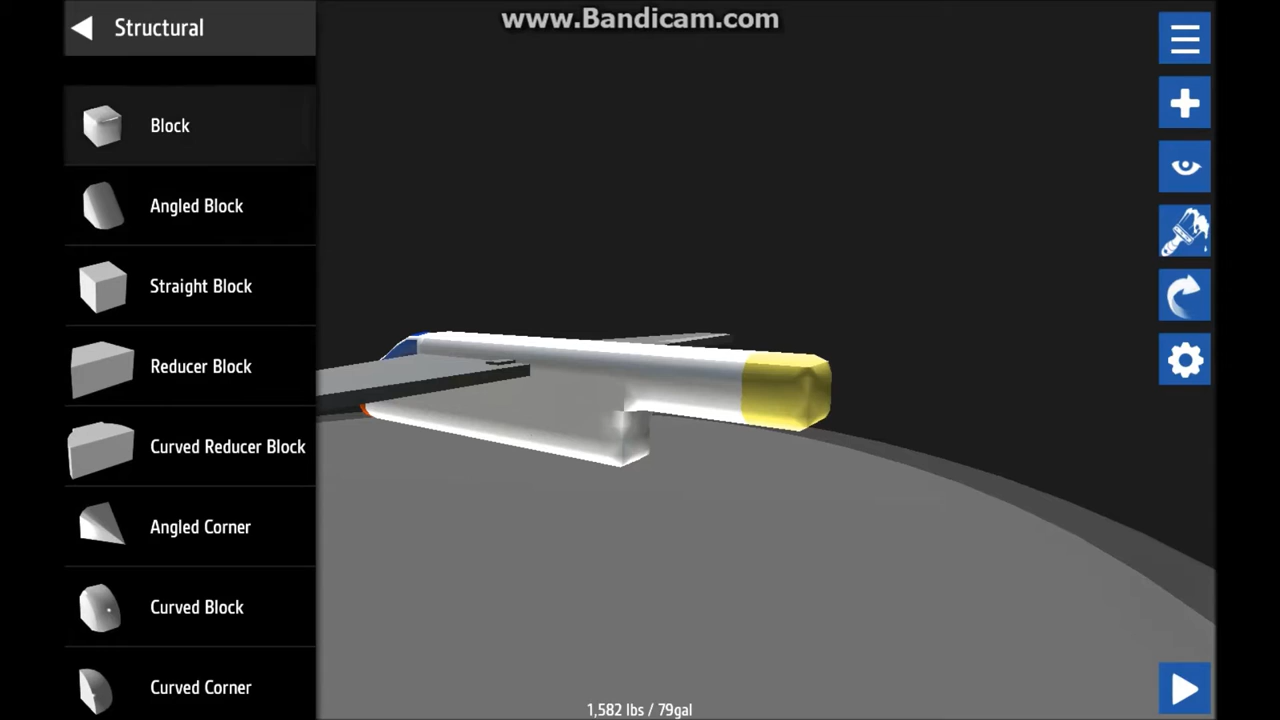 www.Bandicam.com
Structural
Block
Angled Block
Straight Block
Reducer Block
Curved Reducer Block
Angled Corner
Curved Block
Curved Corner
1,582 lbs / 79gal